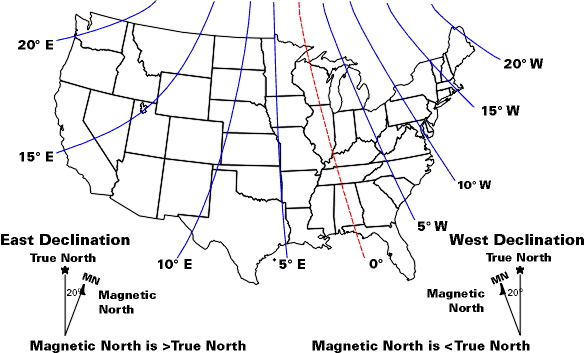 20° E
20° W
15° W
15° E
10° W
5° W
East Declination
West Declination
True North
True North
10° E
5° E
0°
MN
MN
20°
20°
Magnetic
North
Magnetic
North
Magnetic North is >True North
Magnetic North is <True North